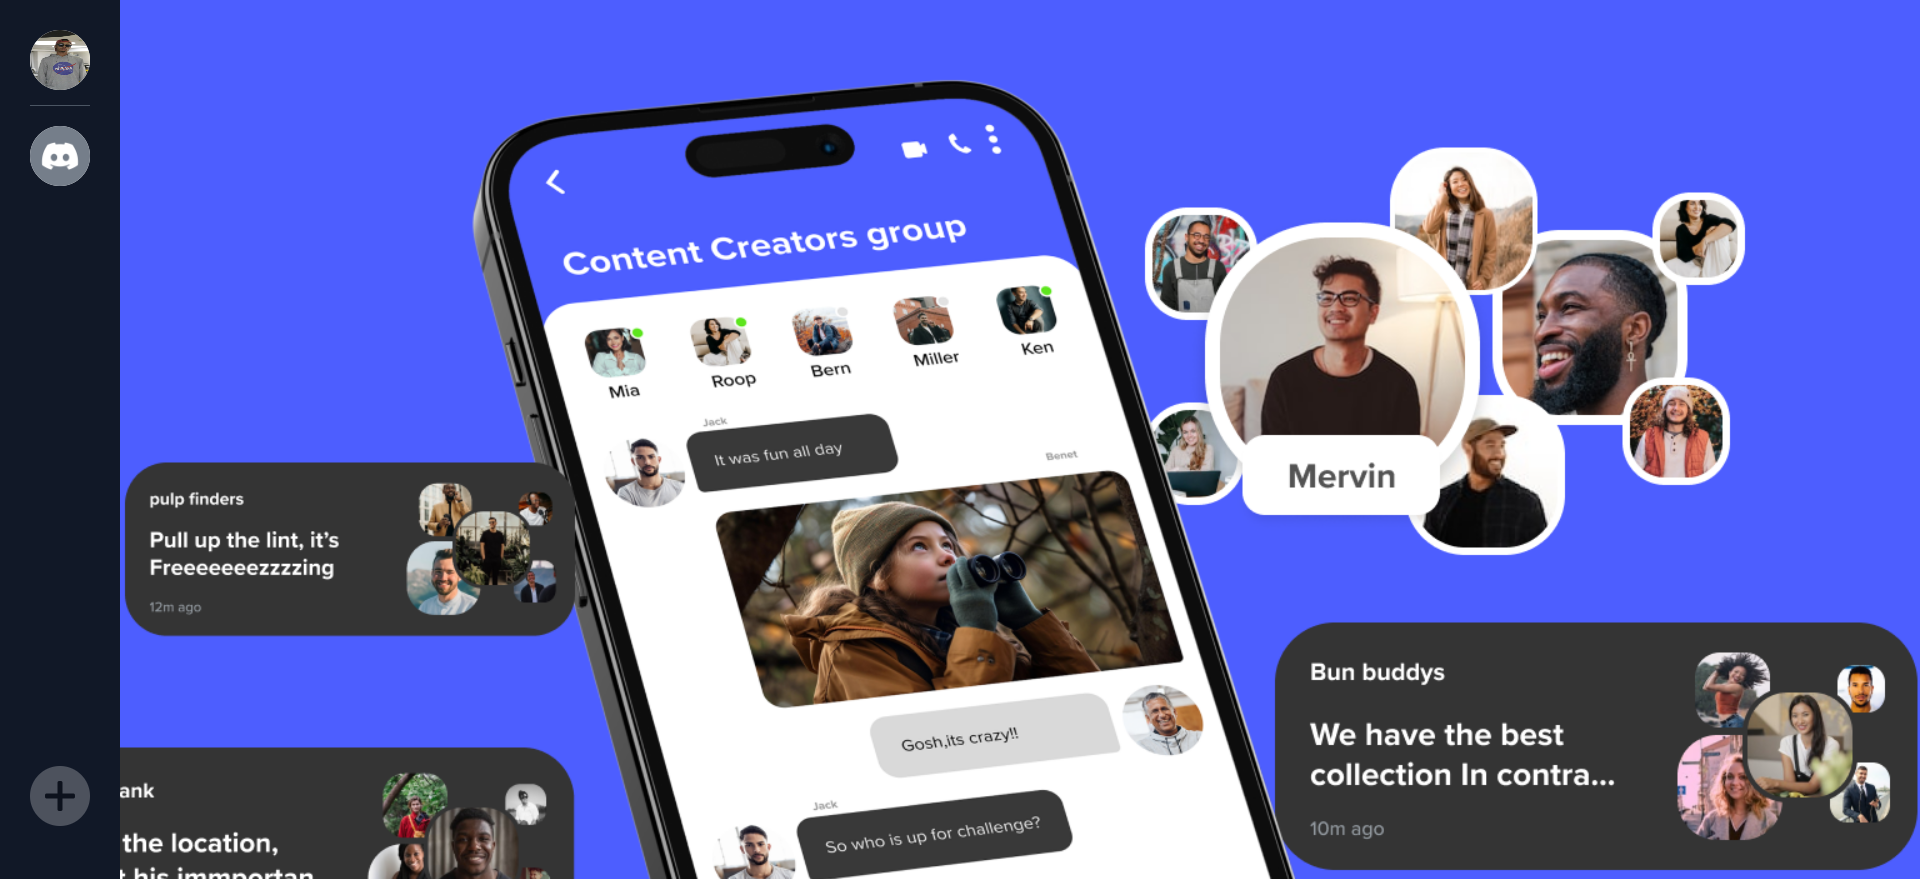 Content Creators group
Mia
Roop
Bern
Miller
Ken
Jack
It was fun all day
Benet
Gosh,its crazy!!
Jack
So who is up for challenge?
pulp finders
Pull up the lint, it’s
Freeeeeeezzzzing
12m ago
ank
the location,
t his immportan
Mervin
Bun buddys
We have the best
collection In contra...
10m ago